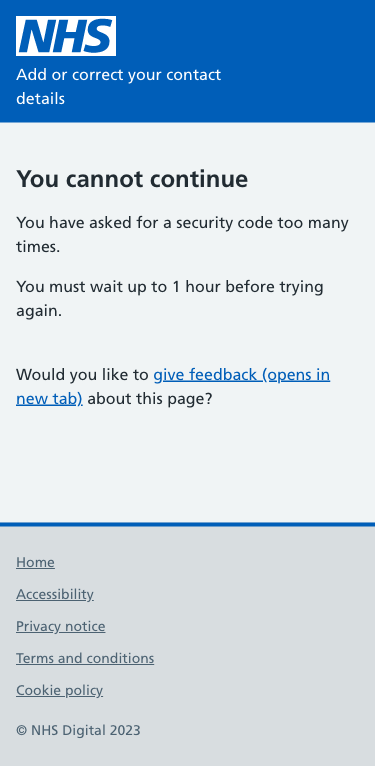 NHS
Add or correct your contact
details
You cannot continue
You have asked for a security code too many
times.
You must wait up to 1 hour before trying
again.
Would you like to give feedback (opens in
new tab) about this page?
Home
Accessibility
Privacy notice
Terms and conditions
Cookie policy
© NHS Digital 2023